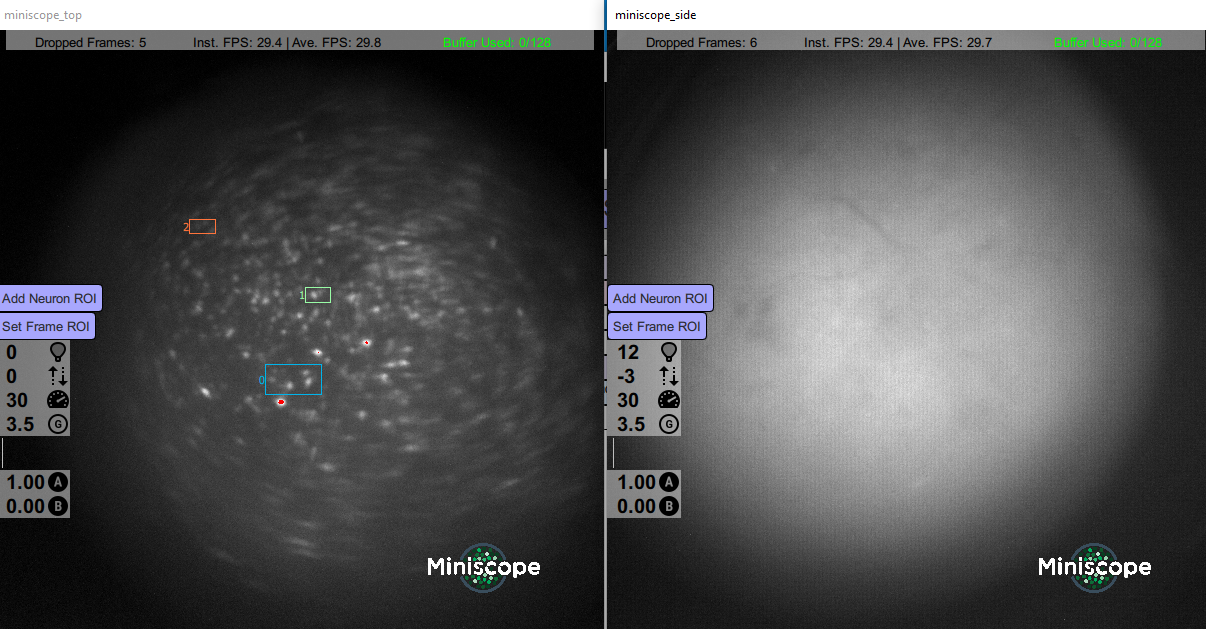 miniscope_top
Dropped Frames: 5 Inst. FPS: 29.4 | Ave. FPS: 29.8 Buffer Used: 0/128
2
1
Add Neuron ROI
Set Frame ROI
0
0
0
30
3.5 G
1.00 A
0.00 B
Miniscope
miniscope_side
Dropped Frames: 6 Inst. FPS: 29.4 | Ave. FPS: 29.7 Buffer Used: 0/128
Add Neuron ROI
Set Frame ROI
12
-3
30
3.5 G
1.00 A
0.00 B
Miniscope